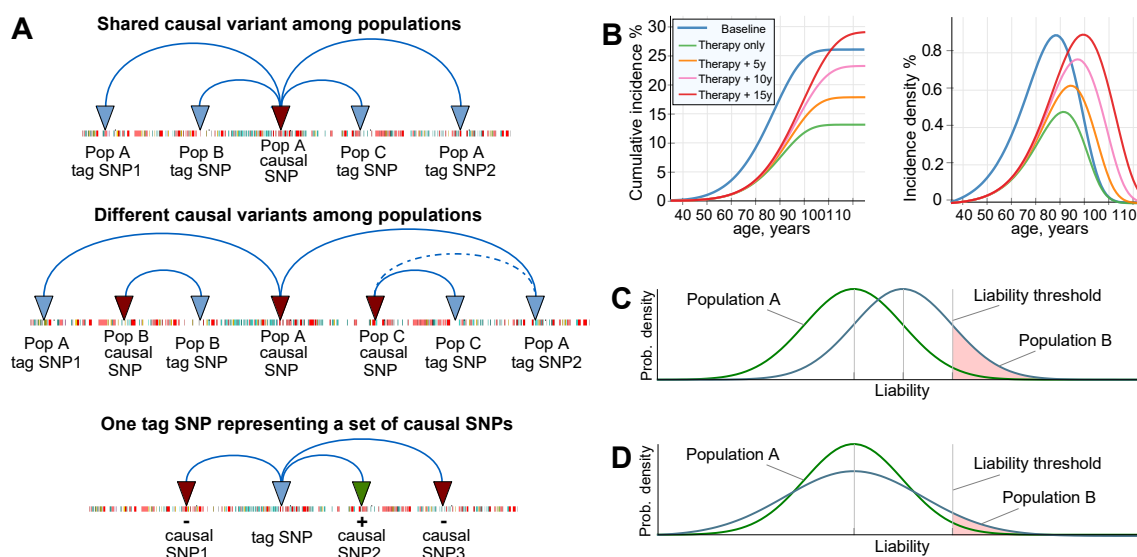 A
Shared causal variant among populations
Pop A
tag SNP1
Pop B
tag SNP
Pop A
causal
SNP
Pop C
tag SNP
Pop A
tag SNP2
Different causal variants among populations
Pop A
tag SNP1
Pop B
causal
SNP
Pop B
tag SNP
Pop A
causal
SNP
Pop C
causal
SNP
Pop C
tag SNP
Pop A
tag SNP2
One tag SNP representing a set of causal SNPs
-
causal
SNP1
tag SNP
+
causal
SNP2
-
causal
SNP3
B
Cumulative incidence %
30
25
20
15
10
5
0
Baseline
Therapy only
Therapy + 5y
Therapy + 10y
Therapy + 15y
40 50 60 70 80 90 100 110
age, years
Incidence density %
0.8
0.6
0.4
0.2
0
40 50 60 70 80 90 100 110
age, years
C
Prob. density
Population A
Liability threshold
Population B
Liability
D
Prob. density
Population A
Liability threshold
Population B
Liability